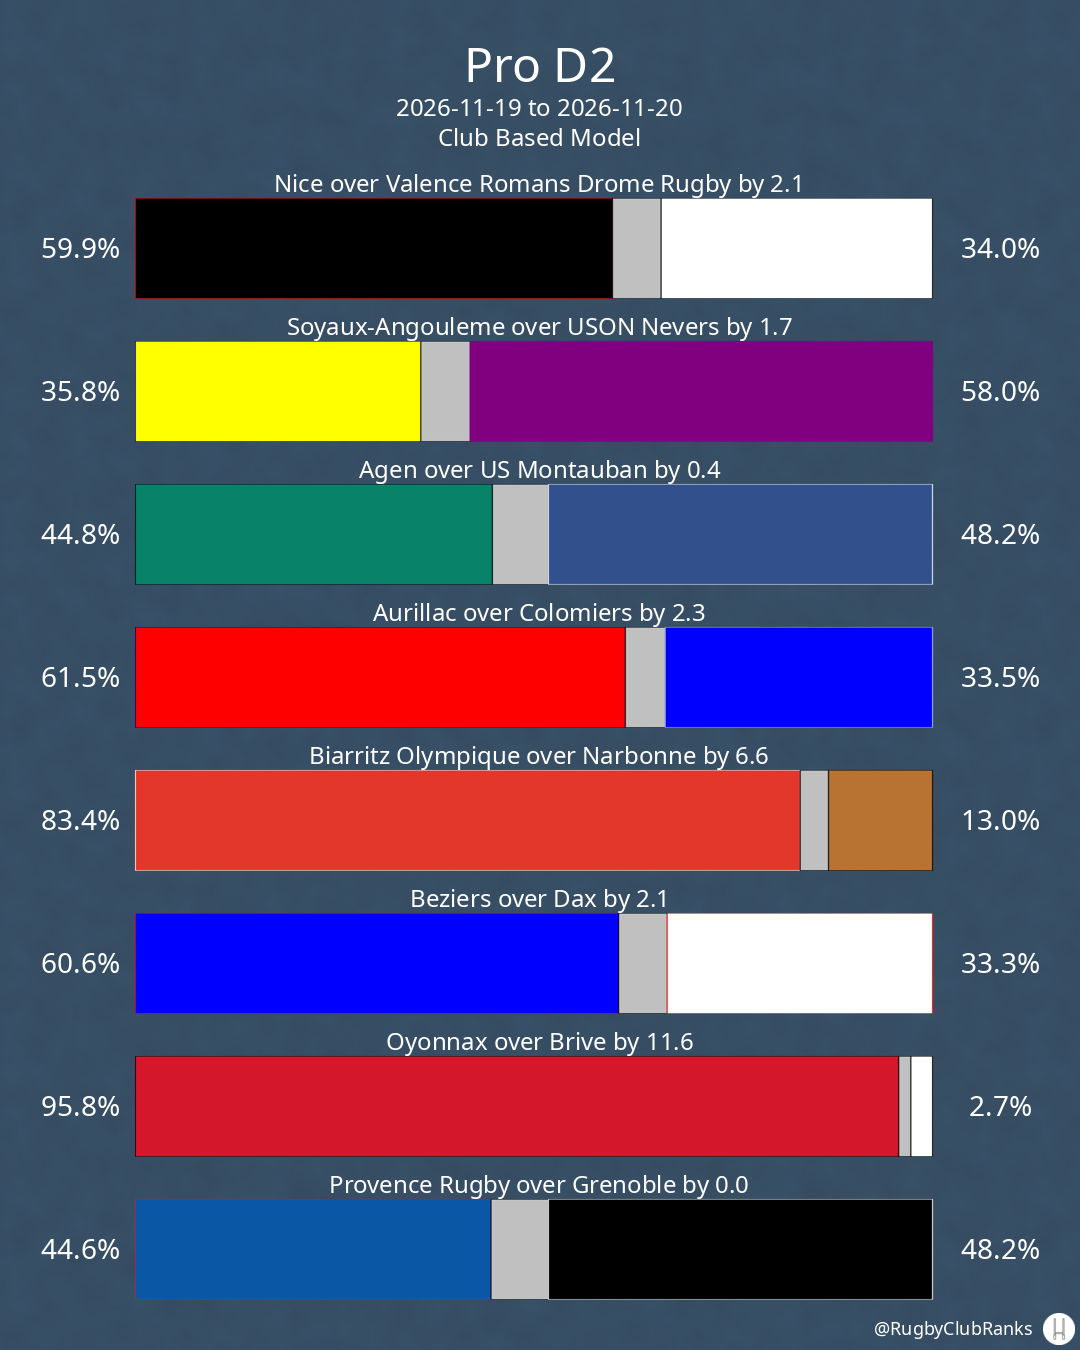 Pro D2
2026-11-19 to 2026-11-20
Club Based Model
Nice over Valence Romans Drome Rugby by 2.1
59.9%
34.0%
Soyaux-Angouleme over USON Nevers by 1.7
35.8%
58.0%
Agen over US Montauban by 0.4
44.8%
48.2%
Aurillac over Colomiers by 2.3
61.5%
33.5%
Biarritz Olympique over Narbonne by 6.6
83.4%
13.0%
Beziers over Dax by 2.1
60.6%
33.3%
Oyonnax over Brive by 11.6
95.8%
2.7%
Provence Rugby over Grenoble by 0.0
44.6%
48.2%
@RugbyClubRanks